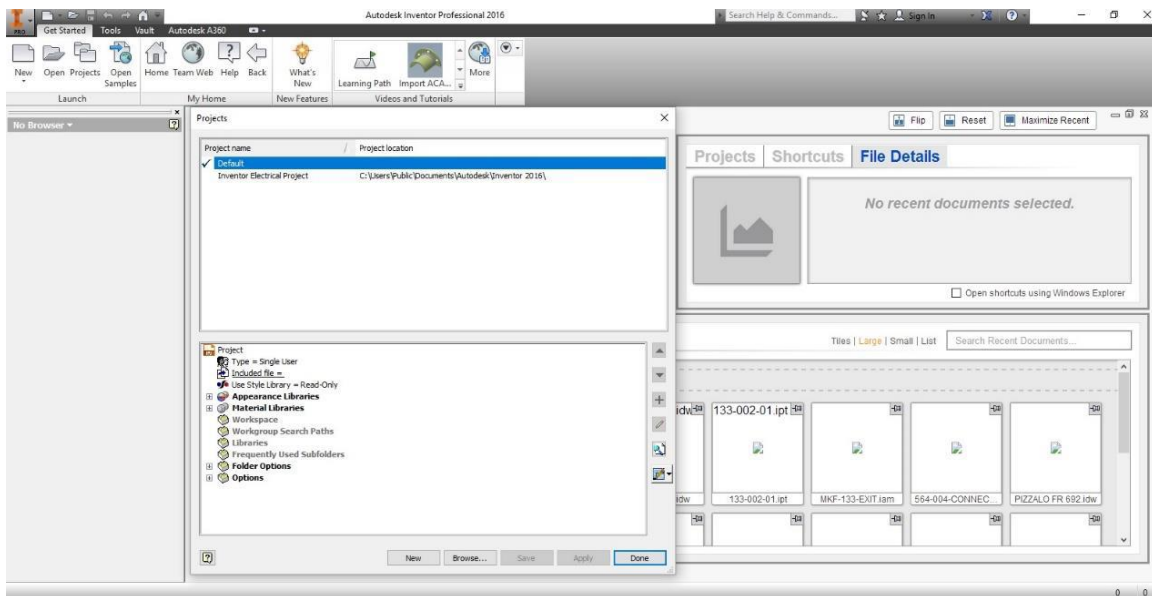 Autodesk Inventor Professional 2016
Search Help & Commands...
Sign In
PRO
Get Started Tools Vault Autodesk A360
New
Open
Projects
Open Samples
Home
Team Web
Help
Back
What's New
Learning Path
Import ACA...
More
Launch
My Home
New Features
Videos and Tutorials
No Browser
Projects
Project name / Project location
Default
Inventor Electrical Project C:\Users\Public\Documents\Autodesk\Inventor 2016\
Project
Type = Single User
Included file =
Use Style Library = Read-Only
Appearance Libraries
Material Libraries
Workspace
Workgroup Search Paths
Libraries
Frequently Used Subfolders
Folder Options
Options
New Browse... Save Apply Done
Flip Reset Maximize Recent
Projects Shortcuts File Details
No recent documents selected.
Open shortcuts using Windows Explorer
Tiles | Large | Small | List
Search Recent Documents...
idw 133-002-01.ipt
idw 133-002-01.ipt MKF-133-EXIT.iam 564-004-CONNEC... PIZZALO FR 692.idw
0 0